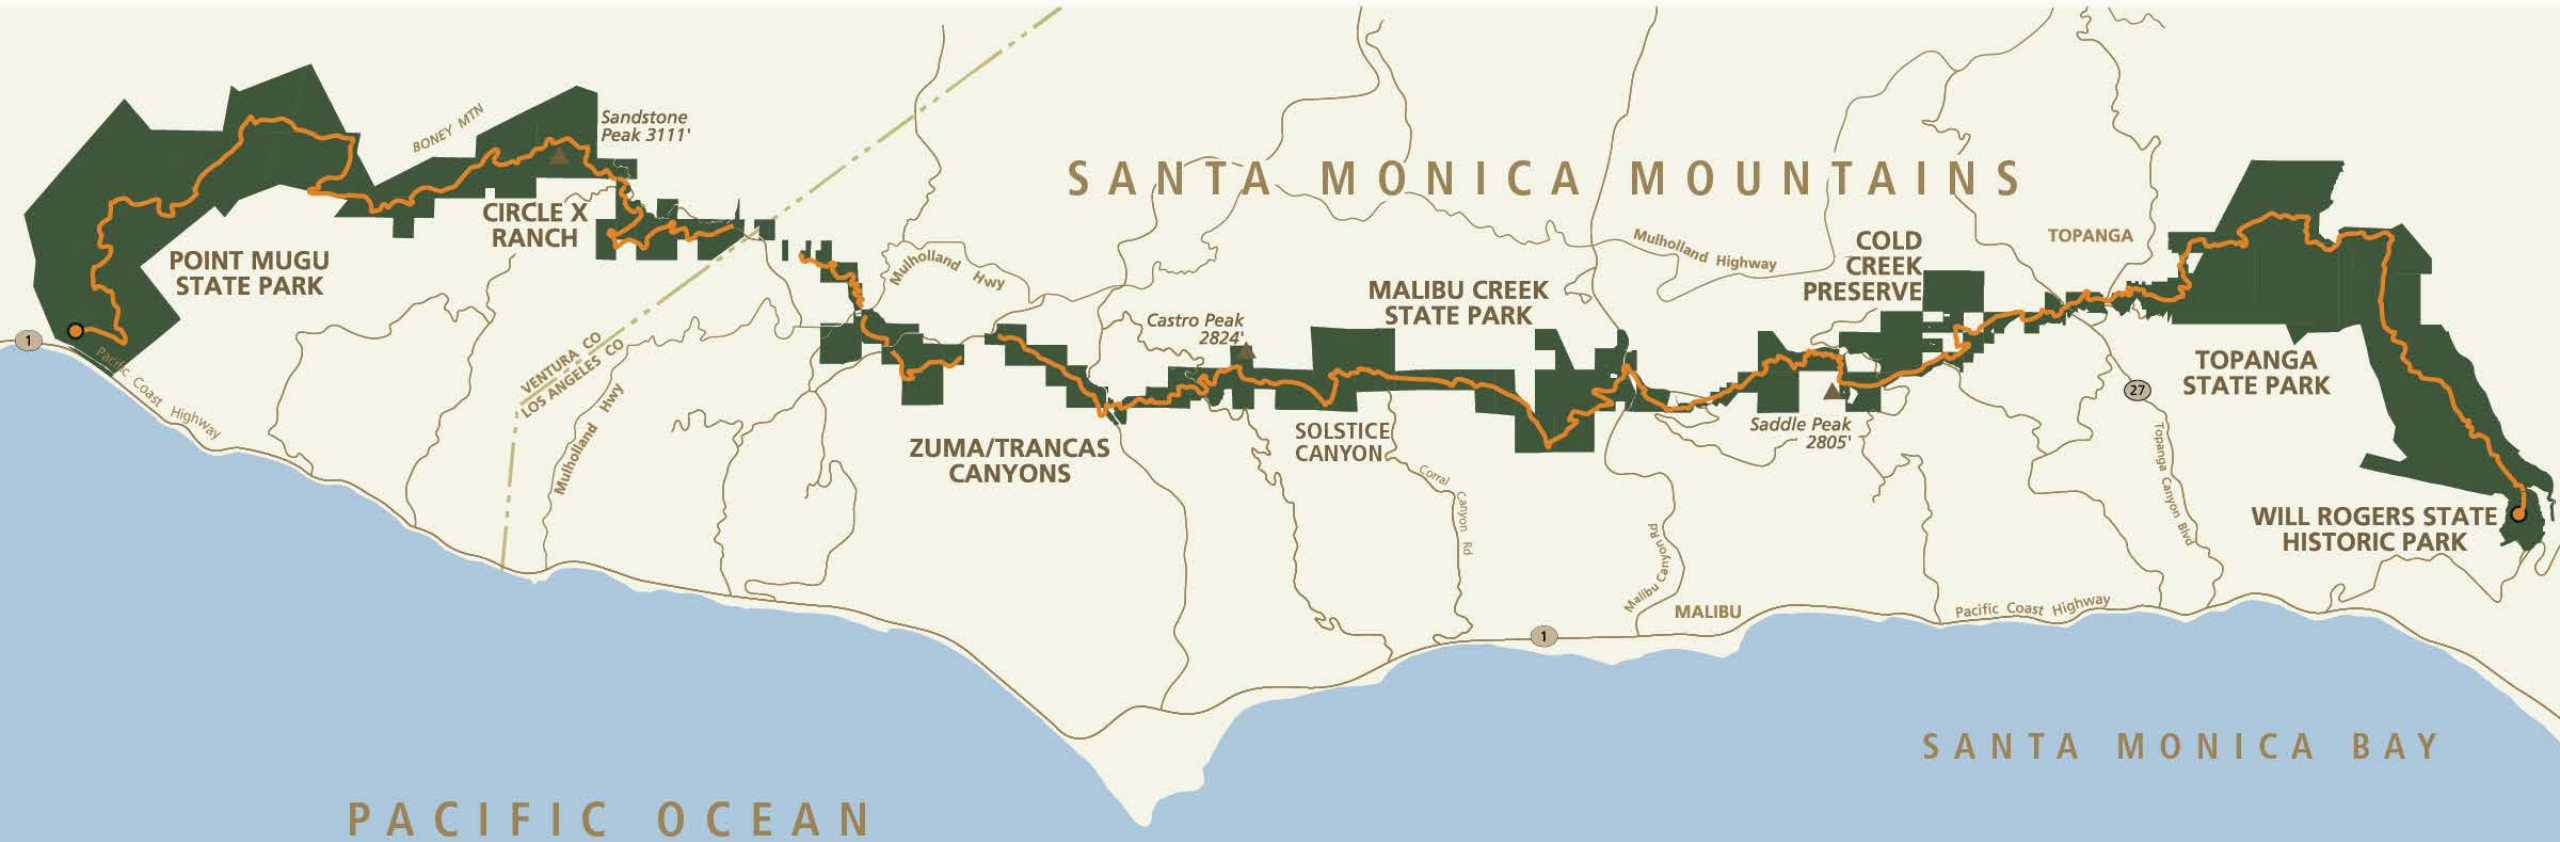 SANTA MONICA MOUNTAINS
BONEY MTN
Sandstone
Peak 3111'
CIRCLE X
RANCH
POINT MUGU
STATE PARK
1
Pacific Coast Highway
VENTURA CO
LOS ANGELES CO
Mulholland Hwy
Mulholland Hwy
ZUMA/TRANCAS
CANYONS
Castro Peak
2824'
SOLSTICE
CANYON
Corral Canyon Rd
MALIBU CREEK
STATE PARK
Mulholland Highway
COLD
CREEK
PRESERVE
Saddle Peak
2805'
TOPANGA
27
Topanga Canyon Blvd
TOPANGA
STATE PARK
WILL ROGERS STATE
HISTORIC PARK
Malibu Canyon Rd
MALIBU
1
Pacific Coast Highway
SANTA MONICA BAY
PACIFIC OCEAN